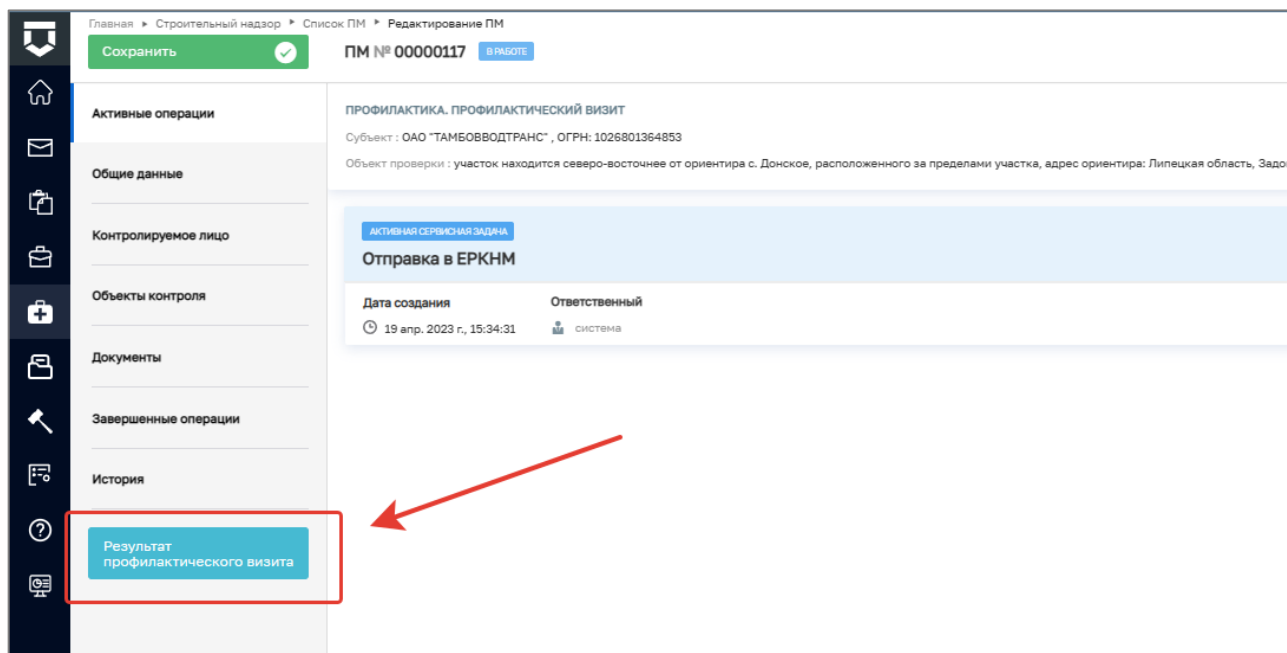 Главная ▸ Строительный надзор ▸ Список ПМ ▸ Редактирование ПМ
Сохранить
ПМ № 00000117 В РАБОТЕ
Активные операции
Общие данные
Контролируемое лицо
Объекты контроля
Документы
Завершенные операции
История
Результат
профилактического визита
ПРОФИЛАКТИКА. ПРОФИЛАКТИЧЕСКИЙ ВИЗИТ
Субъект : ОАО "ТАМБОВВОДТРАНС" , ОГРН: 1026801364853
Объект проверки : участок находится северо-восточнее от ориентира с. Донское, расположенного за пределами участка, адрес ориентира: Липецкая область, Задо
АКТИВНАЯ СЕРВИСНАЯ ЗАДАЧА
Отправка в ЕРКНМ
Дата создания Ответственный
19 апр. 2023 г., 15:34:31 система